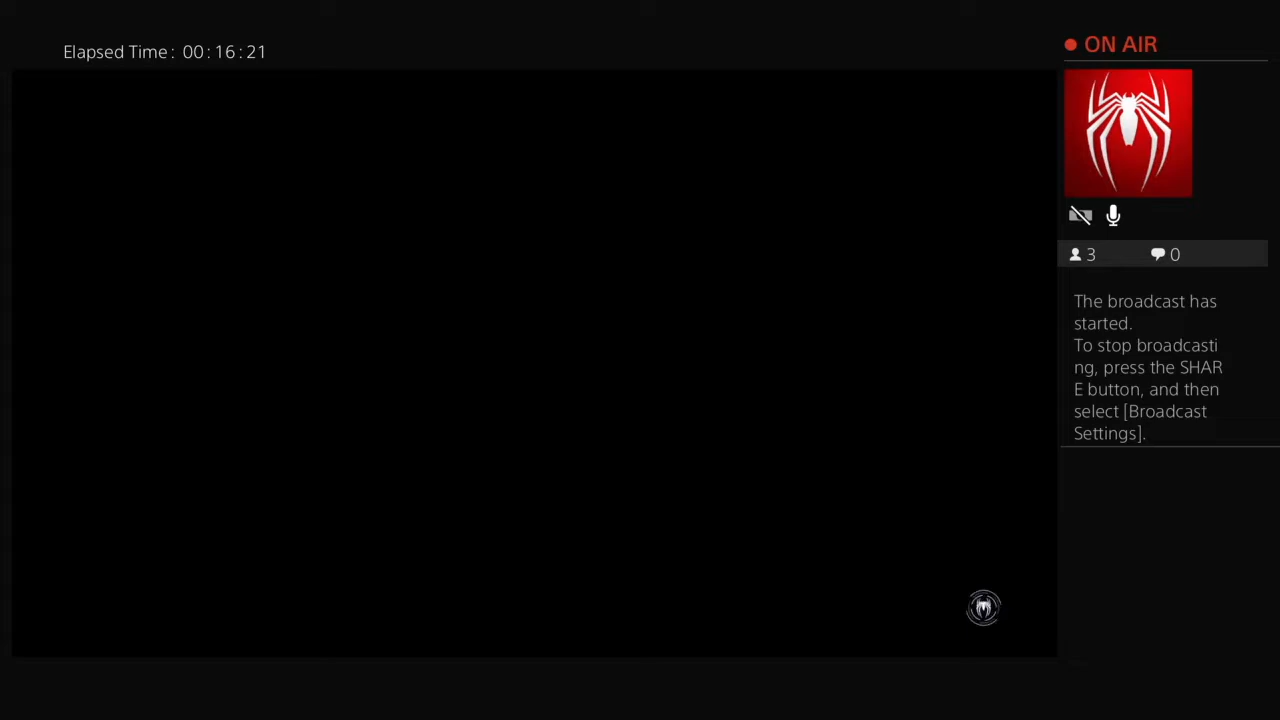 Elapsed Time: 00:16:21
ON AIR
3 0
The broadcast has
started.
To stop broadcasti
ng, press the SHAR
E button, and then
select [Broadcast
Settings].